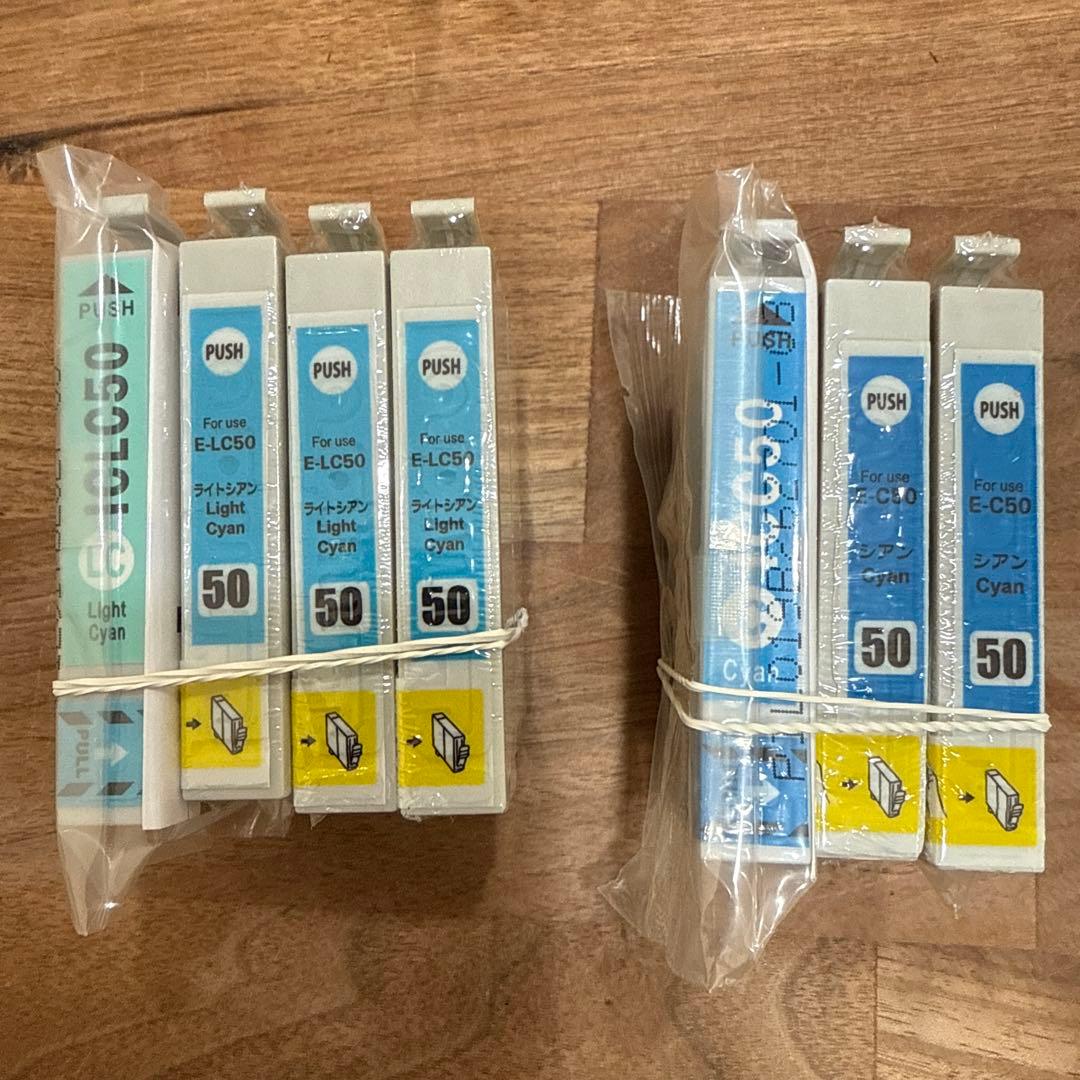 PUSH
ICLC50
Light
Cyan
PULL
PUSH
For use
E-LC50
ライトシアン
Light
Cyan
50
PUSH
For use
E-LC50
ライトシアン
Light
Cyan
50
PUSH
For use
E-LC50
ライトシアン
Light
Cyan
50
PUSH
C50
Cyan
PUSH
For use
E-C50
シアン
Cyan
50
PUSH
For use
E-C50
シアン
Cyan
50